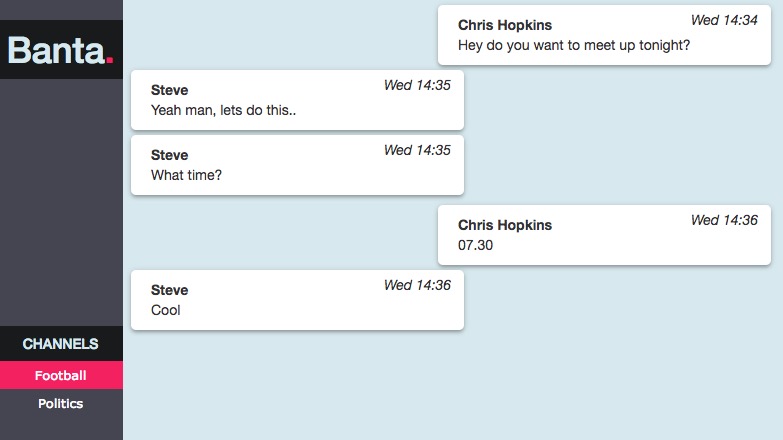 Banta.
CHANNELS
Football
Politics
Chris Hopkins Wed 14:34
Hey do you want to meet up tonight?
Steve Wed 14:35
Yeah man, lets do this..
Steve Wed 14:35
What time?
Chris Hopkins Wed 14:36
07.30
Steve Wed 14:36
Cool